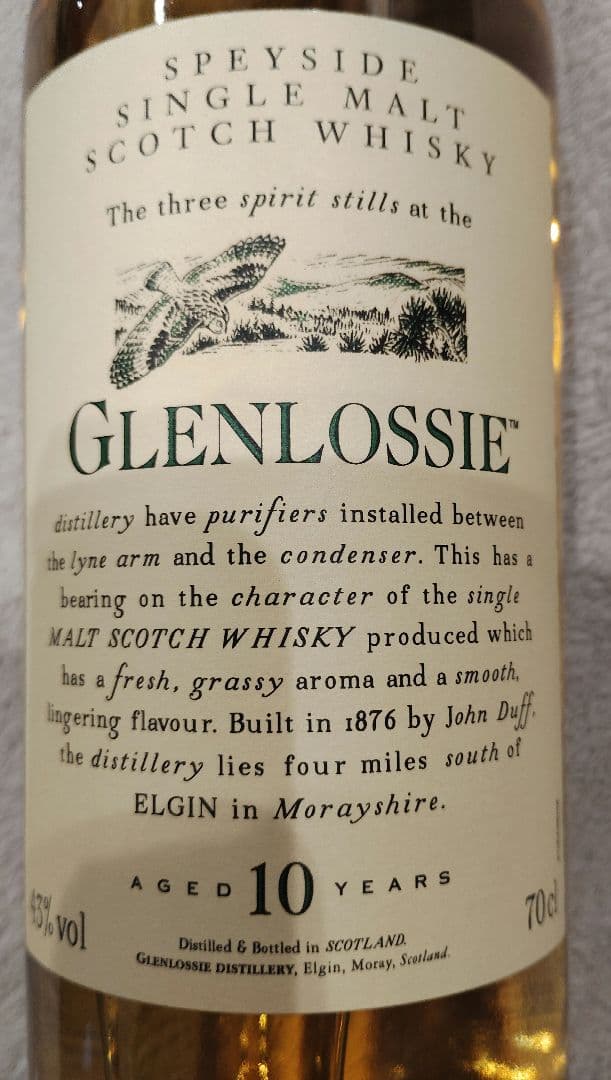 SPEYSIDE
SINGLE MALT
SCOTCH WHISKY
The three spirit stills at the
GLENLOSSIE™
distillery have purifiers installed between
the lyne arm and the condenser. This has a
bearing on the character of the single
MALT SCOTCH WHISKY produced which
has a fresh, grassy aroma and a smooth,
lingering flavour. Built in 1876 by John Duff,
the distillery lies four miles south of
ELGIN in Morayshire.
AGED 10 YEARS
43% vol
70cl
Distilled & Bottled in SCOTLAND.
GLENLOSSIE DISTILLERY, Elgin, Moray, Scotland.